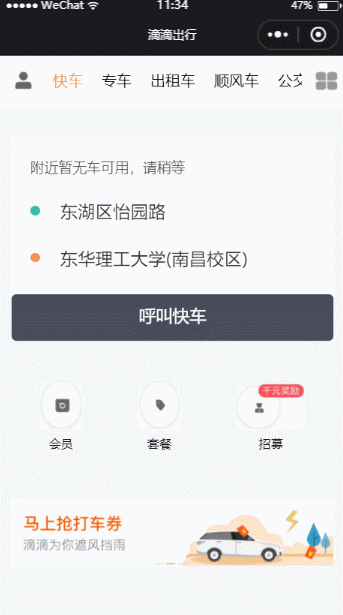 WeChat 11:34 47%
滴滴出行
快车 专车 出租车 顺风车 公交
附近暂无车可用，请稍等
东湖区怡园路
东华理工大学(南昌校区)
呼叫快车
千元奖励
会员 套餐 招募
马上抢打车券
滴滴为你遮风挡雨